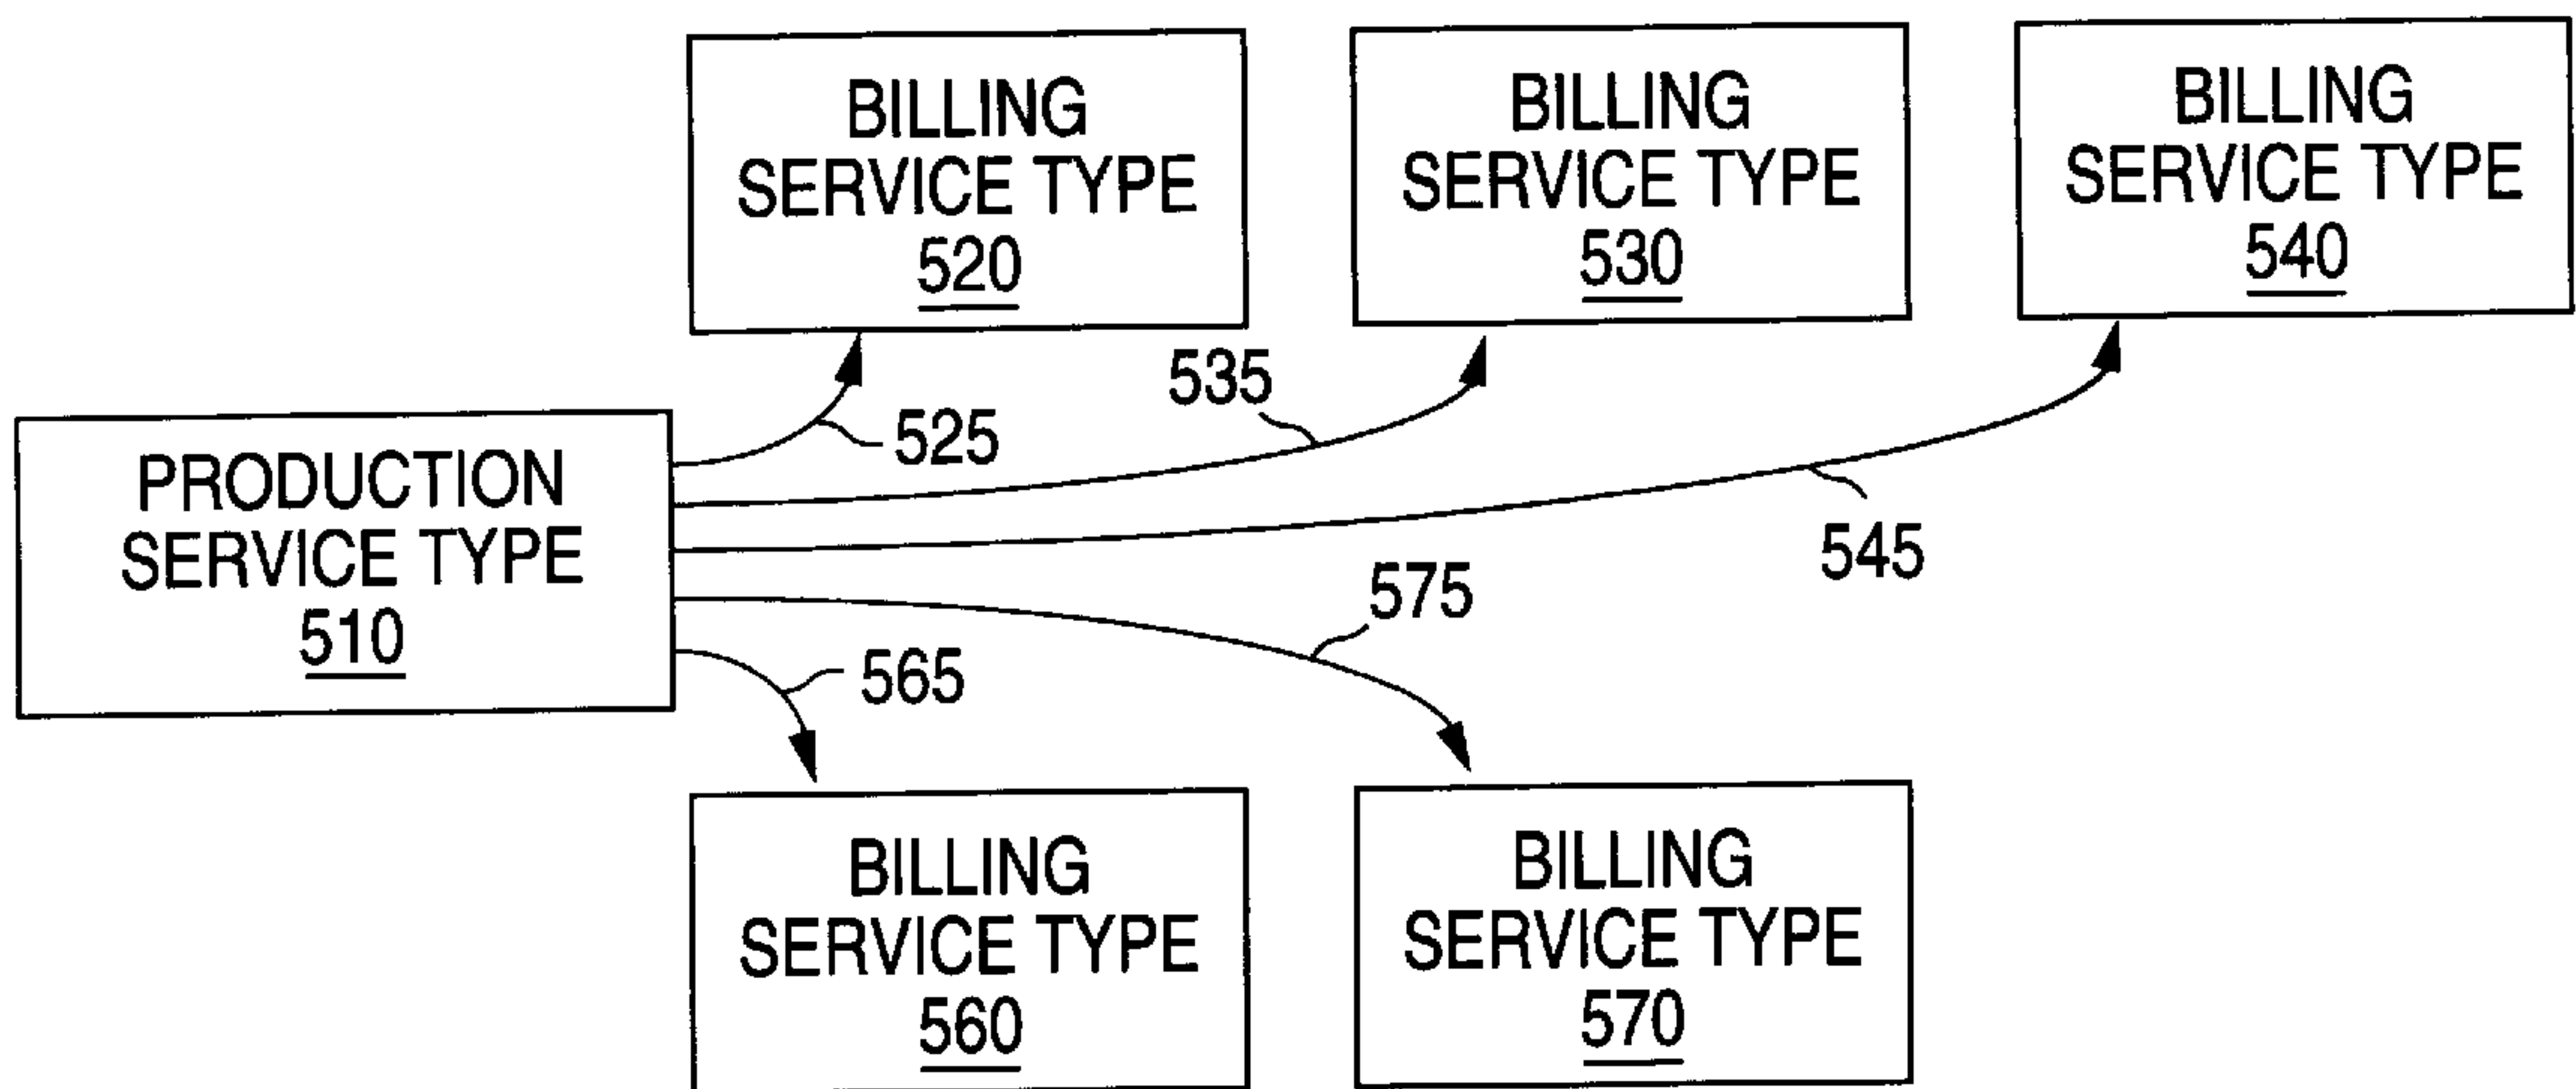 BILLING
SERVICE TYPE
520
BILLING
SERVICE TYPE
530
BILLING
SERVICE TYPE
540
535
525
545
PRODUCTION
SERVICE TYPE
510
575
565
BILLING
SERVICE TYPE
560
BILLING
SERVICE TYPE
570